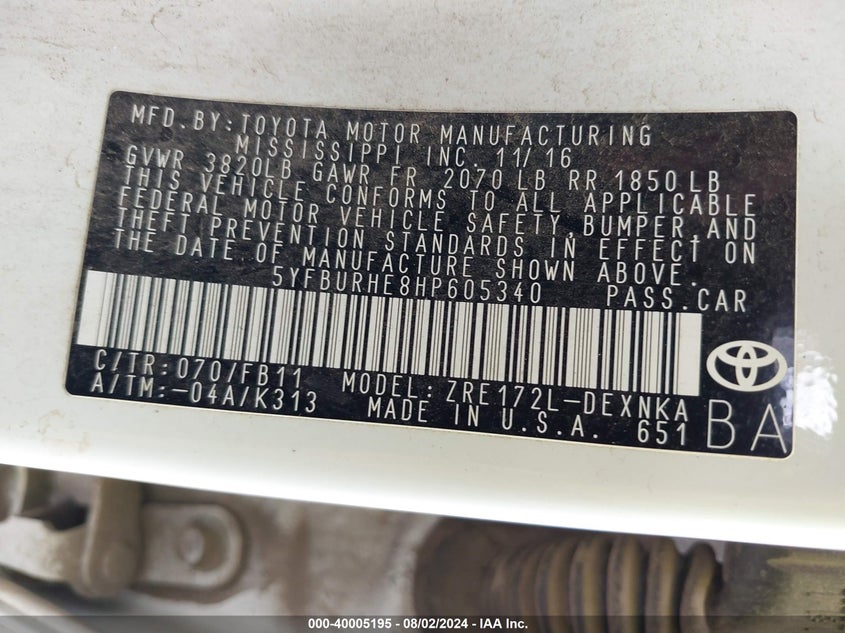 MFD.BY:TOYOTA MOTOR MANUFACTURING
MISSISSIPPI INC. 11/16
GVWR 3820LB GAWR FR 2070 LB RR 1850LB
THIS VEHICLE CONFORMS TO ALL APPLICABLE
FEDERAL MOTOR VEHICLE SAFETY,BUMPER,AND
THEFT PREVENTION STANDARDS IN EFFECT ON
THE DATE OF MANUFACTURE SHOWN ABOVE.
5YFBURHE8HP605340 PASS.CAR
C/TR:070/FB11 MODEL:ZRE172L-DEXNKA
A/TM:-04A/K313 MADE IN U.S.A. 651
BA
000-40005195 - 08/02/2024 - IAA Inc.